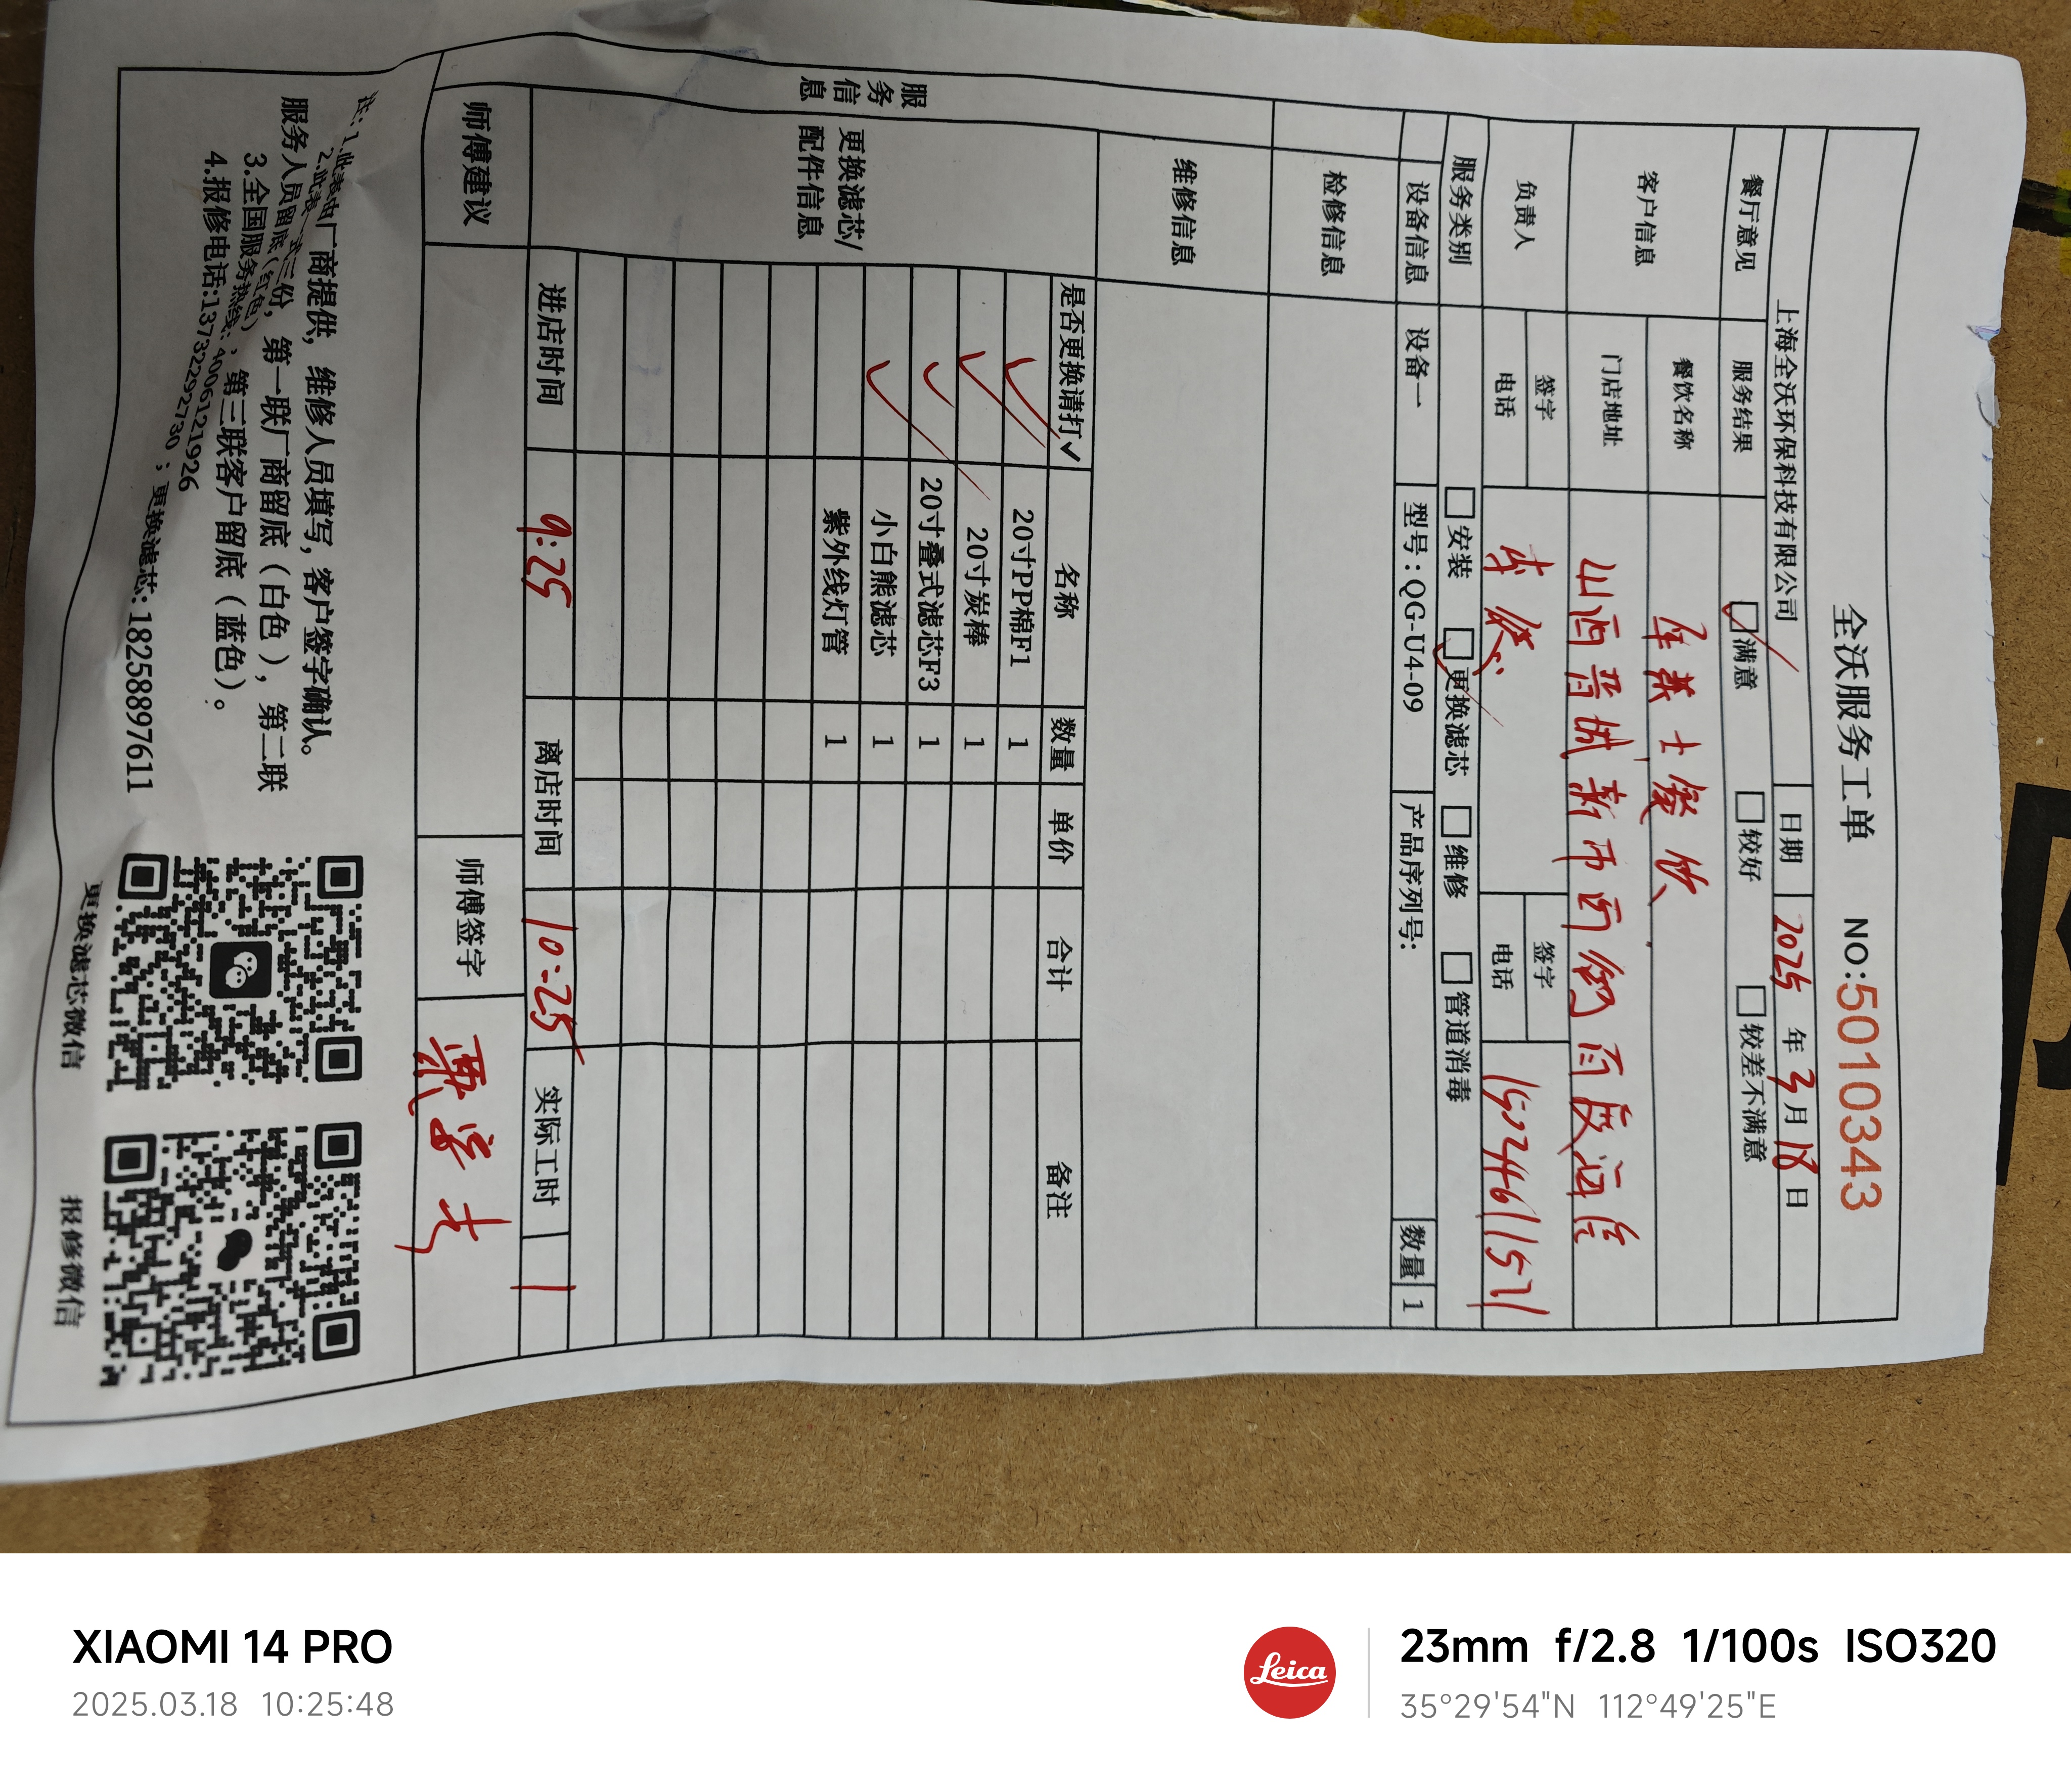 全沃服务工单 NO:5010343
上海全沃环保科技有限公司 日期 2025 年 3 月 18 日
餐厅意见 服务结果 ☑满意 □较好 □较差不满意
客户信息 餐饮名称 士餐饮
门店地址 山西晋城新市西街
负责人 签字 签字
电话 电话
服务类别 □安装 ☑更换滤芯 □维修 □管道消毒
设备信息 设备一 型号:QG-U4-09 产品序列号: 数量 1
检修信息
维修信息
服务信息
更换滤芯/配件信息
是否更换请打✓ 名称 数量 单价 合计 备注
✓ 20寸PP棉F1 1
✓ 20寸炭棒 1
✓ 20寸叠式滤芯F3 1
✓ 小白熊滤芯 1
紫外线灯管 1
进店时间 9:25 离店时间 10:25 实际工时 1
师傅建议 师傅签字
注: 1.此表由厂商提供, 维修人员填写, 客户签字确认。
2.此表一式三份, 第一联厂商留底(白色), 第二联
服务人员留底(红色), 第三联客户留底(蓝色)。
3.全国服务热线: 4006121926
4.报修电话:13732292730; 更换滤芯: 18258897611
更换滤芯微信 报修微信
XIAOMI 14 PRO
2025.03.18 10:25:48
Leica
23mm f/2.8 1/100s ISO320
35°29'54"N 112°49'25"E